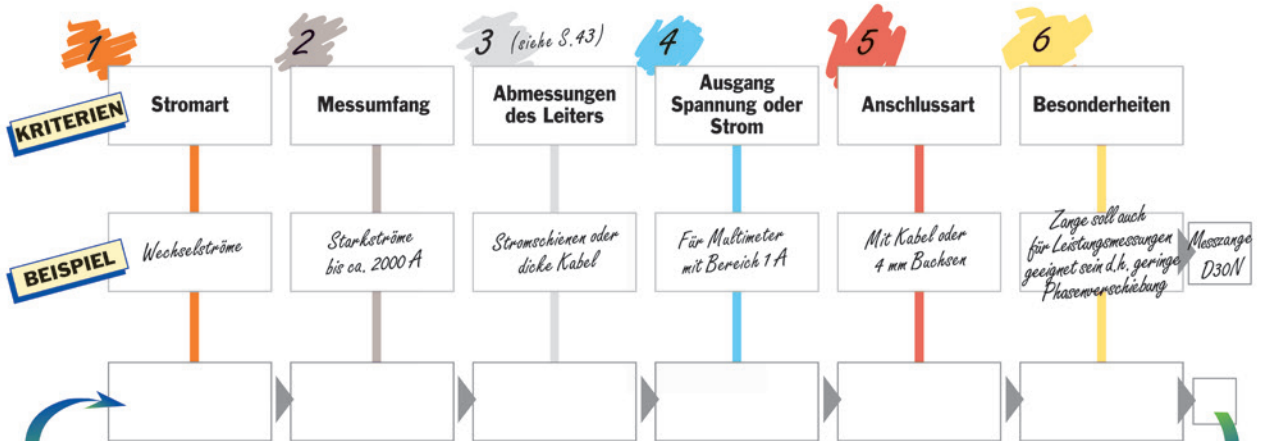 1
2
3 (siehe S.43)
4
5
6
KRITERIEN
Stromart
Messumfang
Abmessungen
des Leiters
Ausgang
Spannung oder
Strom
Anschlussart
Besonderheiten
BEISPIEL
Wechselströme
Starkströme
bis ca. 2000 A
Stromschienen oder
dicke Kabel
Für Multimeter
mit Bereich 1 A
Mit Kabel oder
4 mm Buchsen
Zange soll auch
für Leistungsmessungen
geeignet sein d.h. geringe
Phasenverschiebung
Messzange
D30N